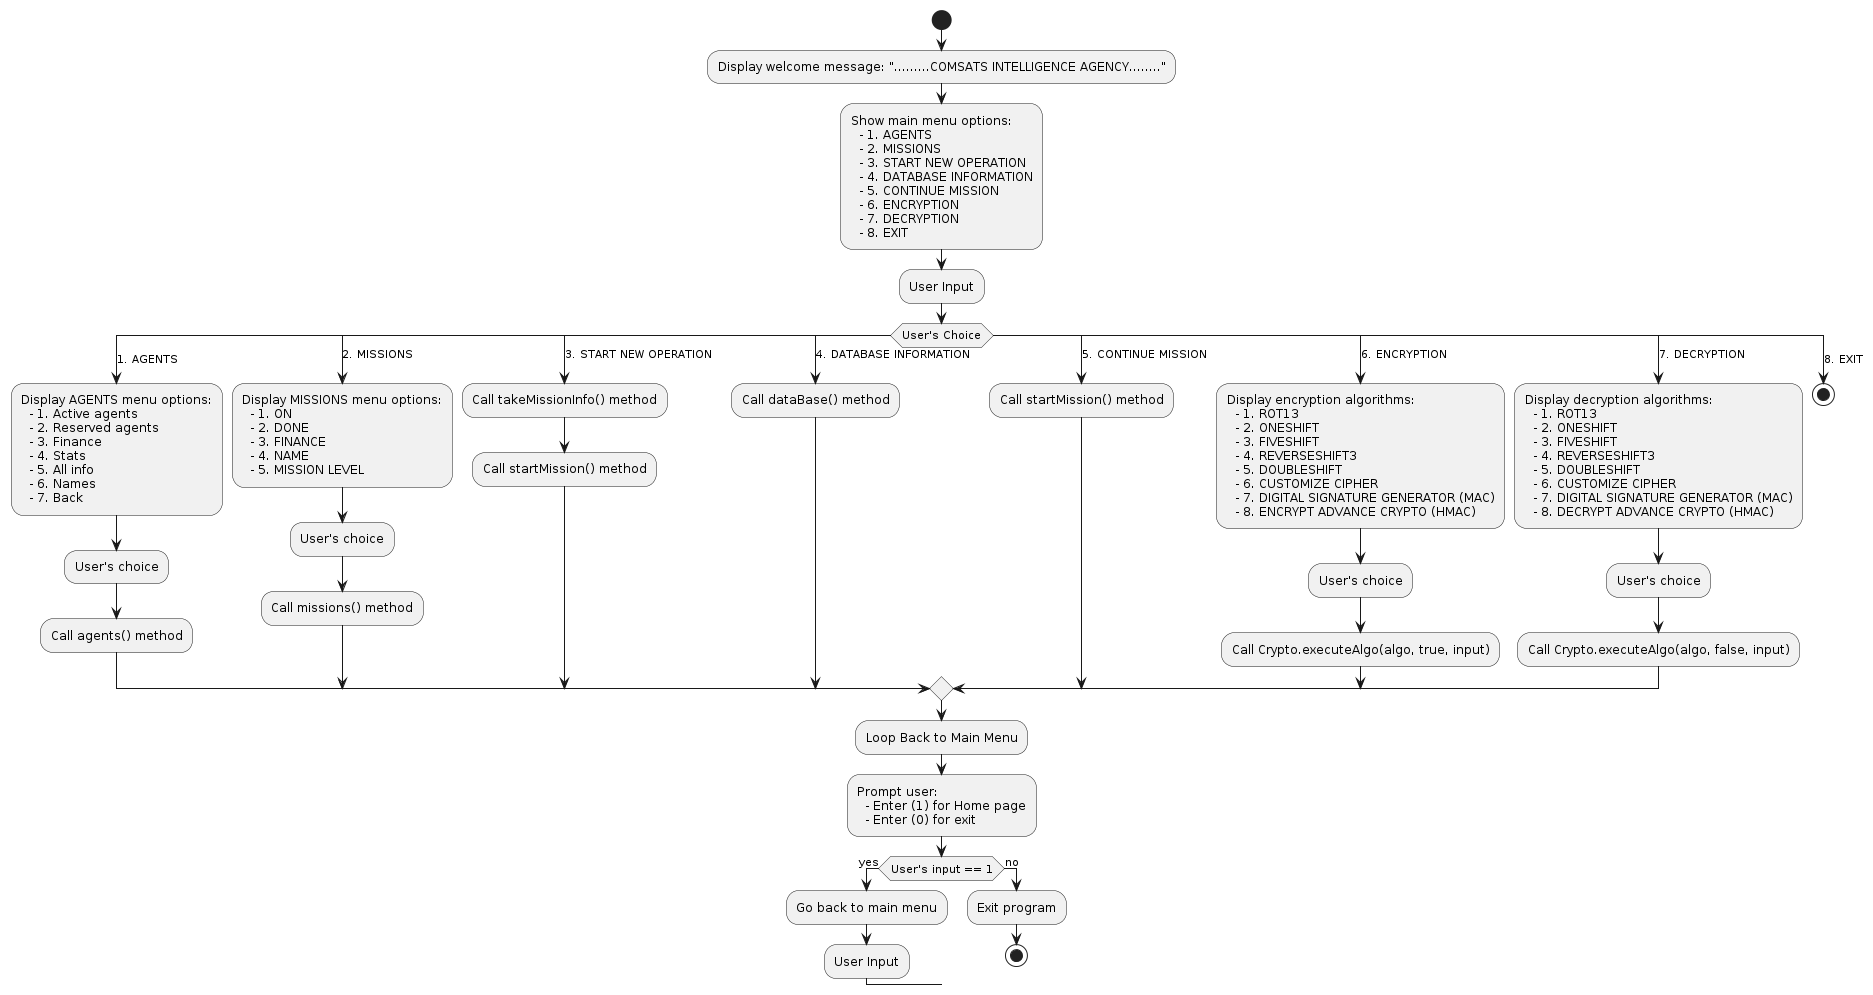 Display welcome message: ".........COMSATS INTELLIGENCE AGENCY........"
Show main menu options:
- 1. AGENTS
- 2. MISSIONS
- 3. START NEW OPERATION
- 4. DATABASE INFORMATION
- 5. CONTINUE MISSION
- 6. ENCRYPTION
- 7. DECRYPTION
- 8. EXIT
User Input
User's Choice
1. AGENTS
Display AGENTS menu options:
- 1. Active agents
- 2. Reserved agents
- 3. Finance
- 4. Stats
- 5. All info
- 6. Names
- 7. Back
User's choice
Call agents() method
2. MISSIONS
Display MISSIONS menu options:
- 1. ON
- 2. DONE
- 3. FINANCE
- 4. NAME
- 5. MISSION LEVEL
User's choice
Call missions() method
3. START NEW OPERATION
Call takeMissionInfo() method
Call startMission() method
4. DATABASE INFORMATION
Call dataBase() method
5. CONTINUE MISSION
Call startMission() method
6. ENCRYPTION
Display encryption algorithms:
- 1. ROT13
- 2. ONESHIFT
- 3. FIVESHIFT
- 4. REVERSESHIFT3
- 5. DOUBLESHIFT
- 6. CUSTOMIZE CIPHER
- 7. DIGITAL SIGNATURE GENERATOR (MAC)
- 8. ENCRYPT ADVANCE CRYPTO (HMAC)
User's choice
Call Crypto.executeAlgo(algo, true, input)
7. DECRYPTION
Display decryption algorithms:
- 1. ROT13
- 2. ONESHIFT
- 3. FIVESHIFT
- 4. REVERSESHIFT3
- 5. DOUBLESHIFT
- 6. CUSTOMIZE CIPHER
- 7. DIGITAL SIGNATURE GENERATOR (MAC)
- 8. DECRYPT ADVANCE CRYPTO (HMAC)
User's choice
Call Crypto.executeAlgo(algo, false, input)
8. EXIT
Loop Back to Main Menu
Prompt user:
- Enter (1) for Home page
- Enter (0) for exit
User's input == 1
yes
no
Go back to main menu
Exit program
User Input